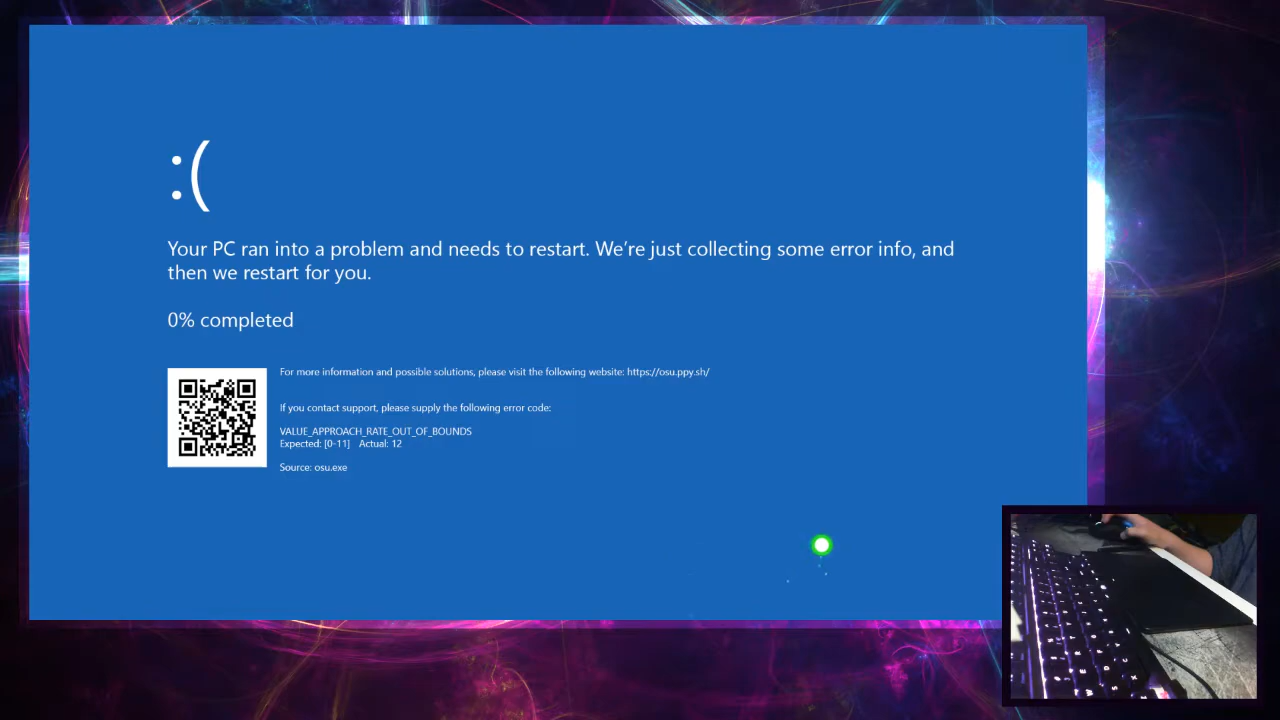 :(
Your PC ran into a problem and needs to restart. We're just collecting some error info, and
then we restart for you.
0% completed
For more information and possible solutions, please visit the following website: https://osu.ppy.sh/
If you contact support, please supply the following error code:
VALUE_APPROACH_RATE_OUT_OF_BOUNDS
Expected: [0-11] Actual: 12
Source: osu.exe